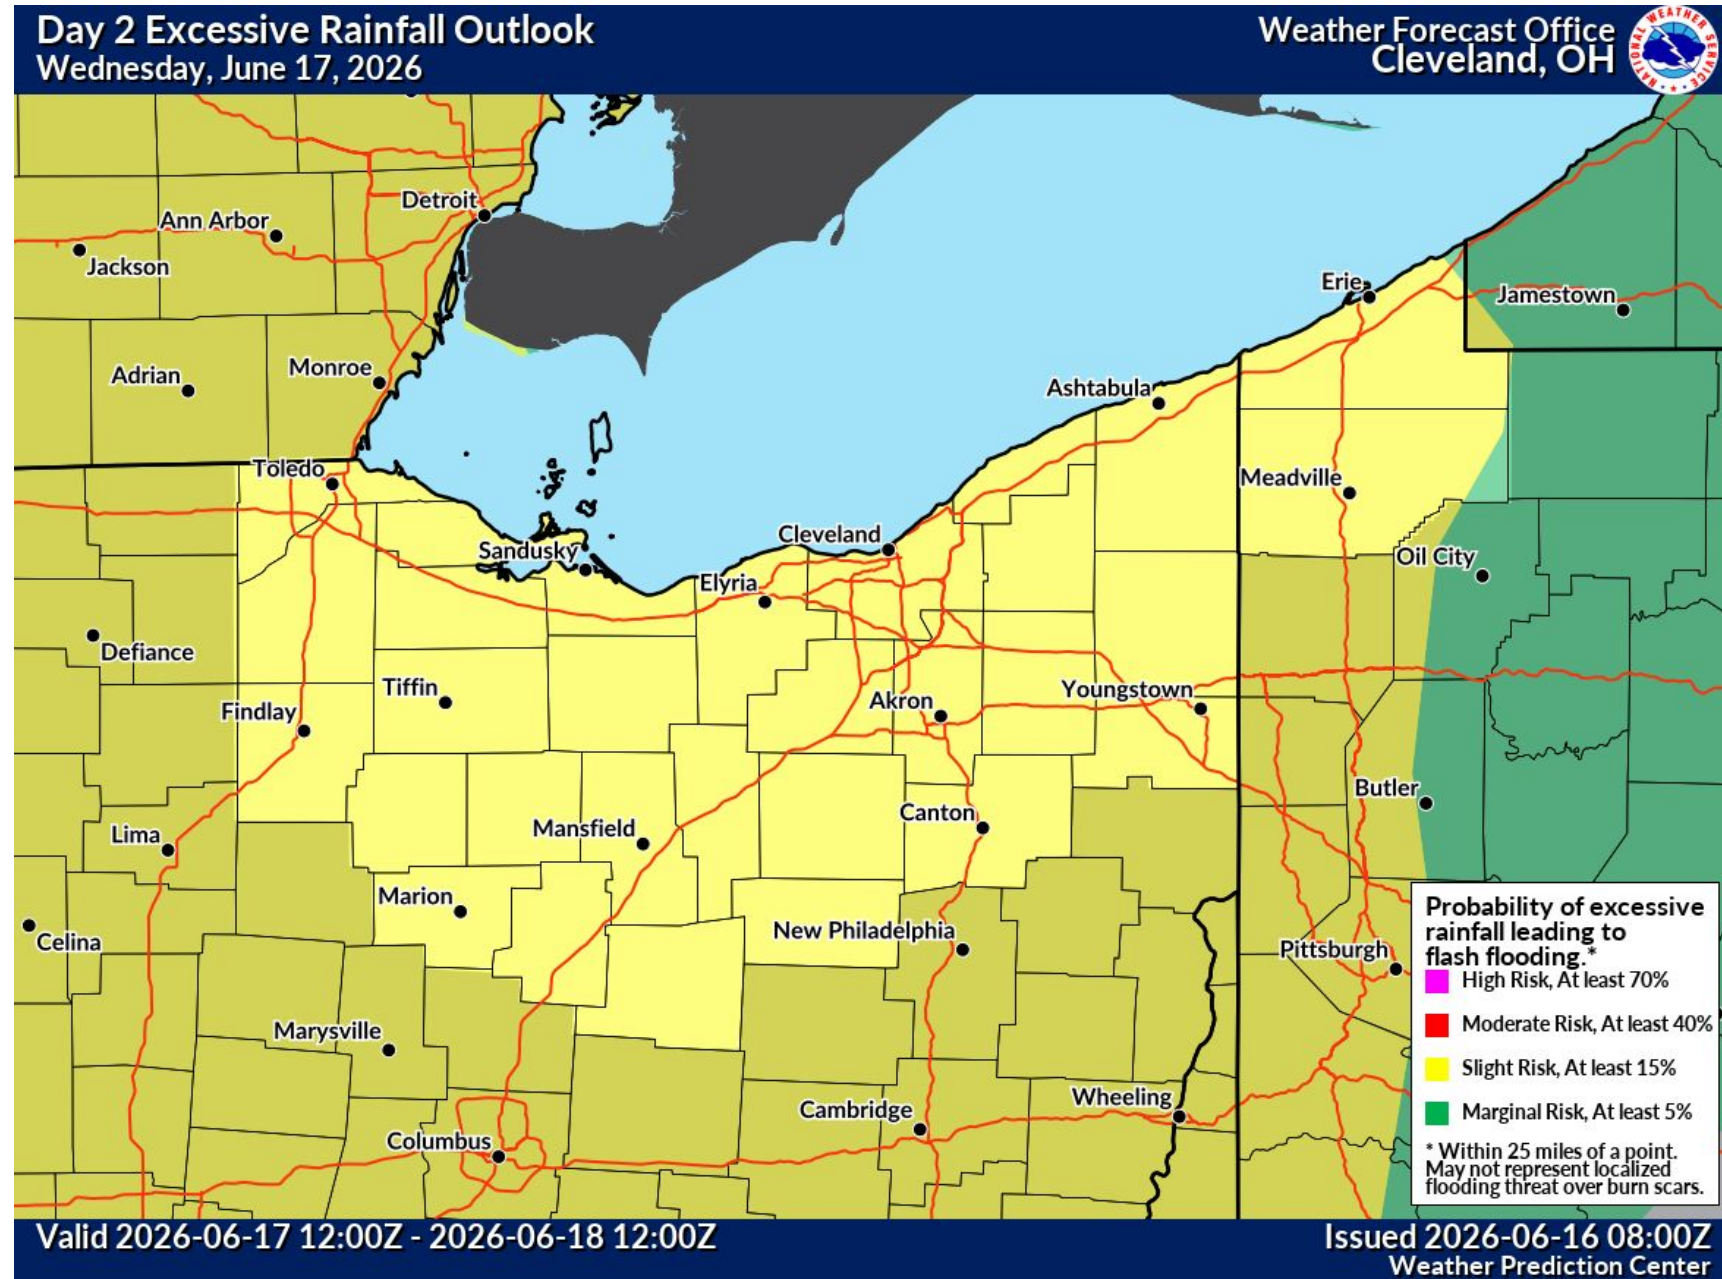 Day 2 Excessive Rainfall Outlook
Wednesday, June 17, 2026
Weather Forecast Office
Cleveland, OH
NATIONAL WEATHER SERVICE
Detroit
Ann Arbor
Jackson
Erie
Jamestown
Adrian
Monroe
Ashtabula
Toledo
Meadville
Cleveland
Sandusky
Oil City
Elyria
Defiance
Tiffin
Youngstown
Akron
Findlay
Butler
Canton
Lima
Mansfield
Marion
New Philadelphia
Celina
Pittsburgh
Marysville
Wheeling
Cambridge
Columbus
Probability of excessive
rainfall leading to
flash flooding.*
High Risk, At least 70%
Moderate Risk, At least 40%
Slight Risk, At least 15%
Marginal Risk, At least 5%
* Within 25 miles of a point.
May not represent localized
flooding threat over burn scars.
Valid 2026-06-17 12:00Z - 2026-06-18 12:00Z
Issued 2026-06-16 08:00Z
Weather Prediction Center